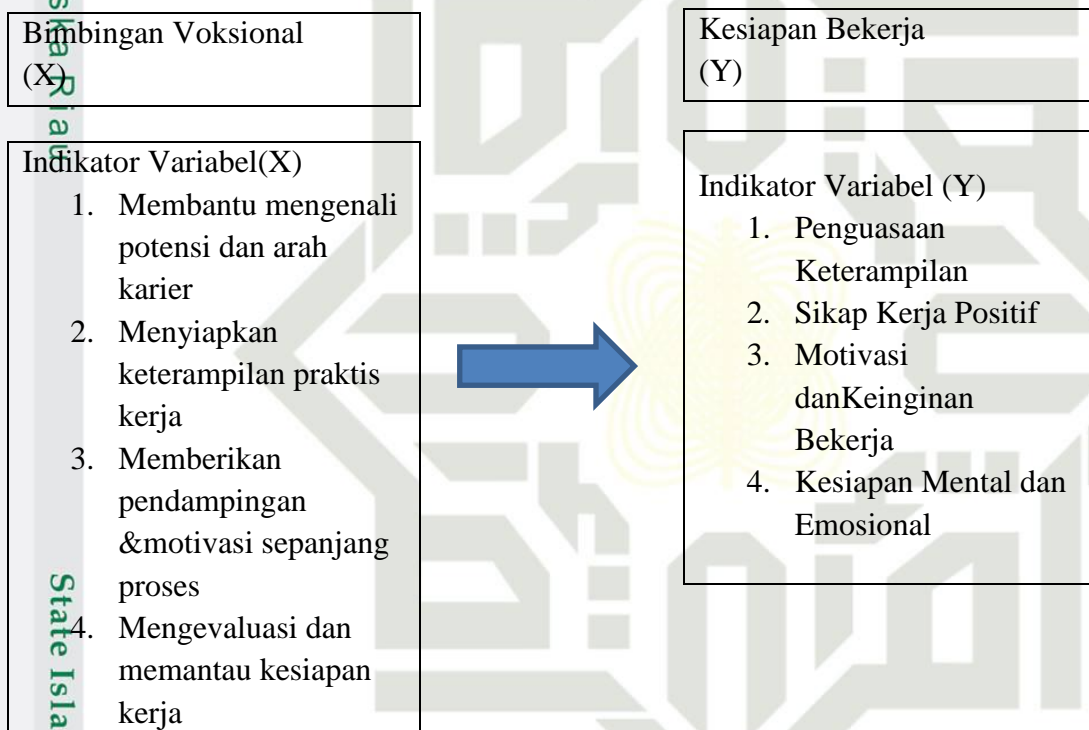 Bimbingan Voksional
(X)
Indikator Variabel(X)
1. Membantu mengenali
potensi dan arah
karier
2. Menyiapkan
keterampilan praktis
kerja
3. Memberikan
pendampingan
&motivasi sepanjang
proses
4. Mengevaluasi dan
memantau kesiapan
kerja
Kesiapan Bekerja
(Y)
Indikator Variabel (Y)
1. Penguasaan
Keterampilan
2. Sikap Kerja Positif
3. Motivasi
danKeinginan
Bekerja
4. Kesiapan Mental dan
Emosional
ska Riau
State Isla